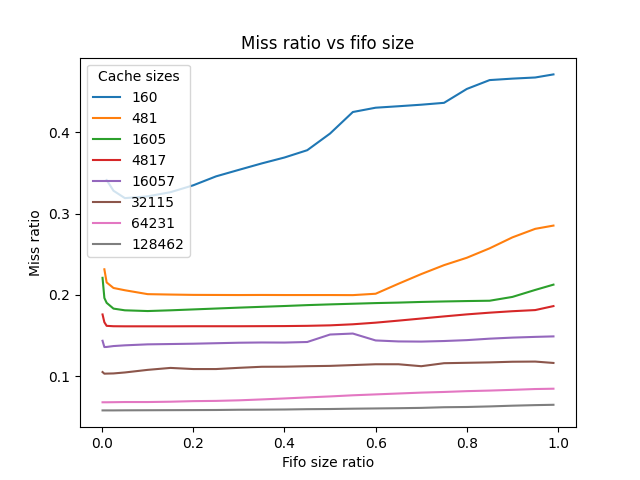 Miss ratio vs fifo size
Cache sizes
160
481
1605
4817
16057
32115
64231
128462
Miss ratio
0.4
0.3
0.2
0.1
0.0 0.2 0.4 0.6 0.8 1.0
Fifo size ratio